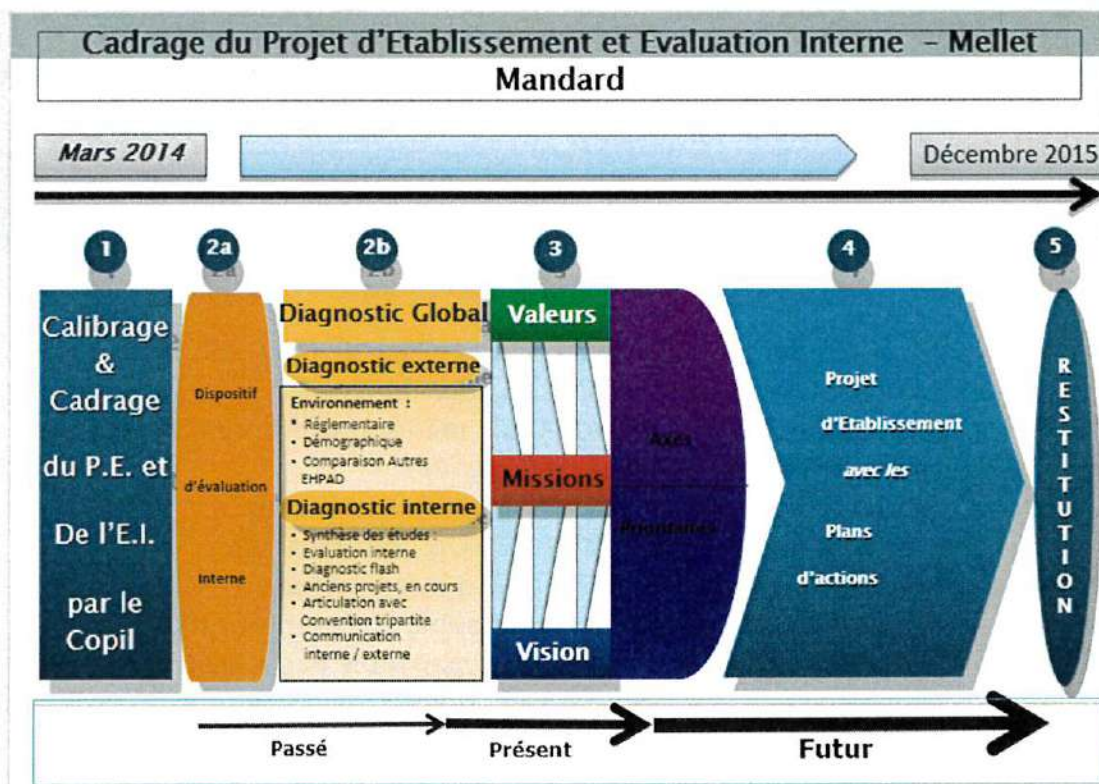 Cadrage du Projet d'Etablissement et Evaluation Interne – Mellet
Mandard
Mars 2014
Décembre 2015
1
2a
2b
3
4
5
Calibrage
&
Cadrage
du P.E. et
De l'E.I.
par le
Copil
Dispositif
d'évaluation
Interne
Diagnostic Global
Diagnostic externe
Environnement :
* Réglementaire
• Démographique
• Comparaison Autres
EHPAD
Diagnostic interne
• Synthèse des études :
• Evaluation interne
• Diagnostic flash
• Anciens projets, en cours
• Articulation avec
Convention tripartite
• Communication
interne / externe
Valeurs
Missions
Vision
Axes
Prioritaires
Projet
d'Etablissement
avec les
Plans
d'actions
RESTITUTION
Passé
Présent
Futur